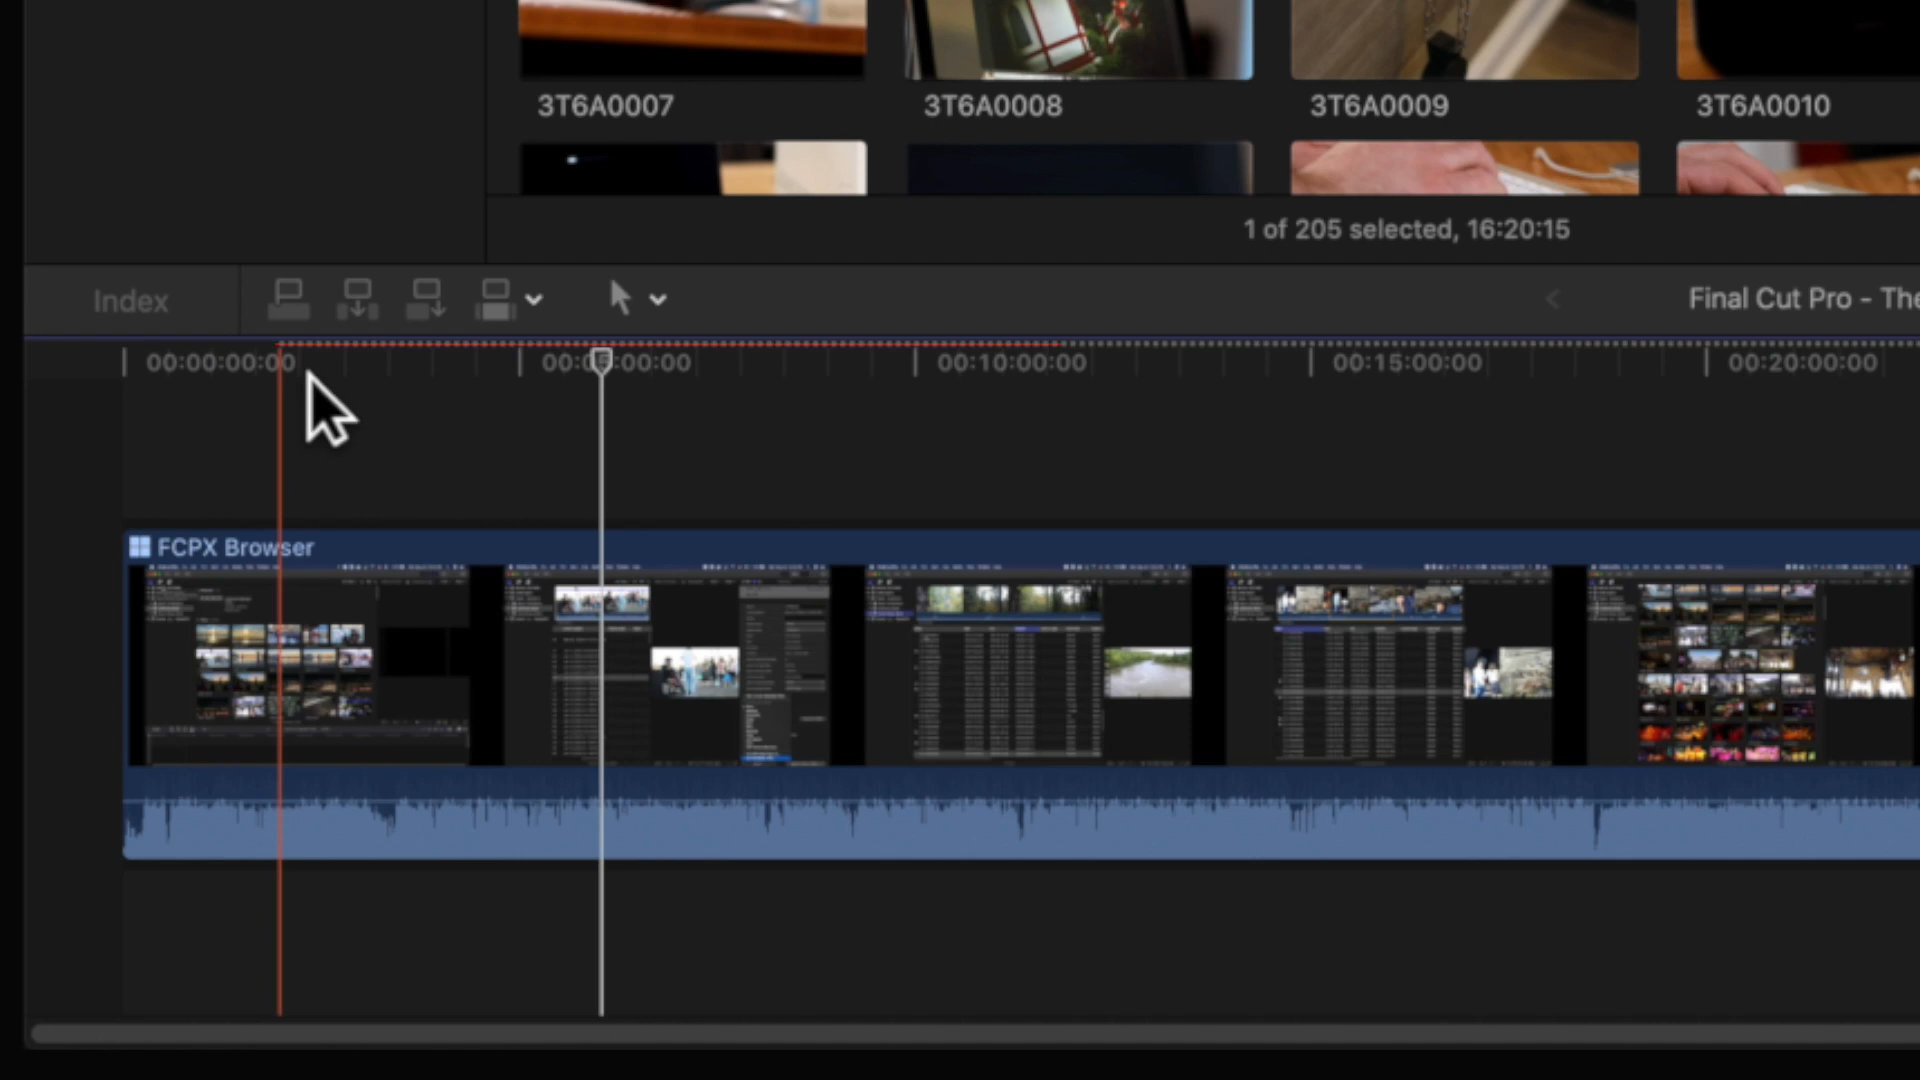 3T6A0007
3T6A0008
3T6A0009
3T6A0010
1 of 205 selected, 16:20:15
Index
Final Cut Pro - The
00:00:00:00
00:05:00:00
00:10:00:00
00:15:00:00
00:20:00:00
FCPX Browser